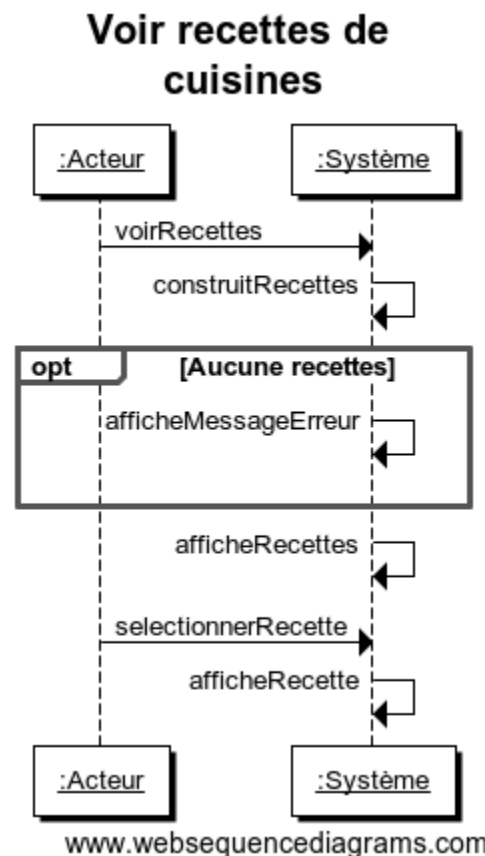 Voir recettes de
cuisines
:Acteur :Système
voirRecettes
construitRecettes
opt [Aucune recettes]
afficheMessageErreur
afficheRecettes
selectionnerRecette
afficheRecette
:Acteur :Système
www.websequencediagrams.com